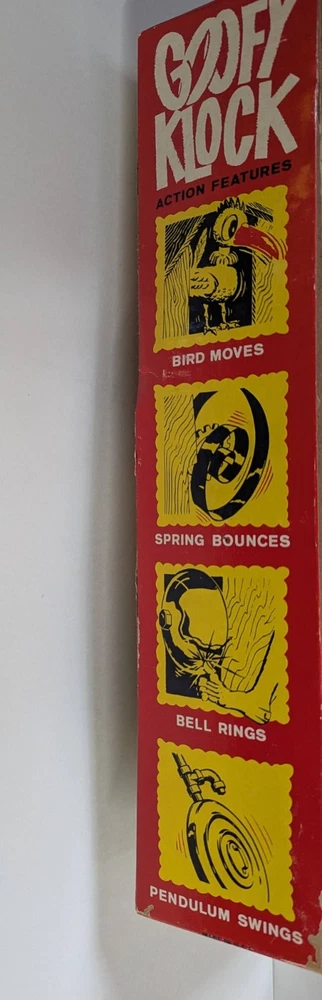 GOOFY
KLOCK
ACTION FEATURES
BIRD MOVES
SPRING BOUNCES
BELL RINGS
PENDULUM SWINGS